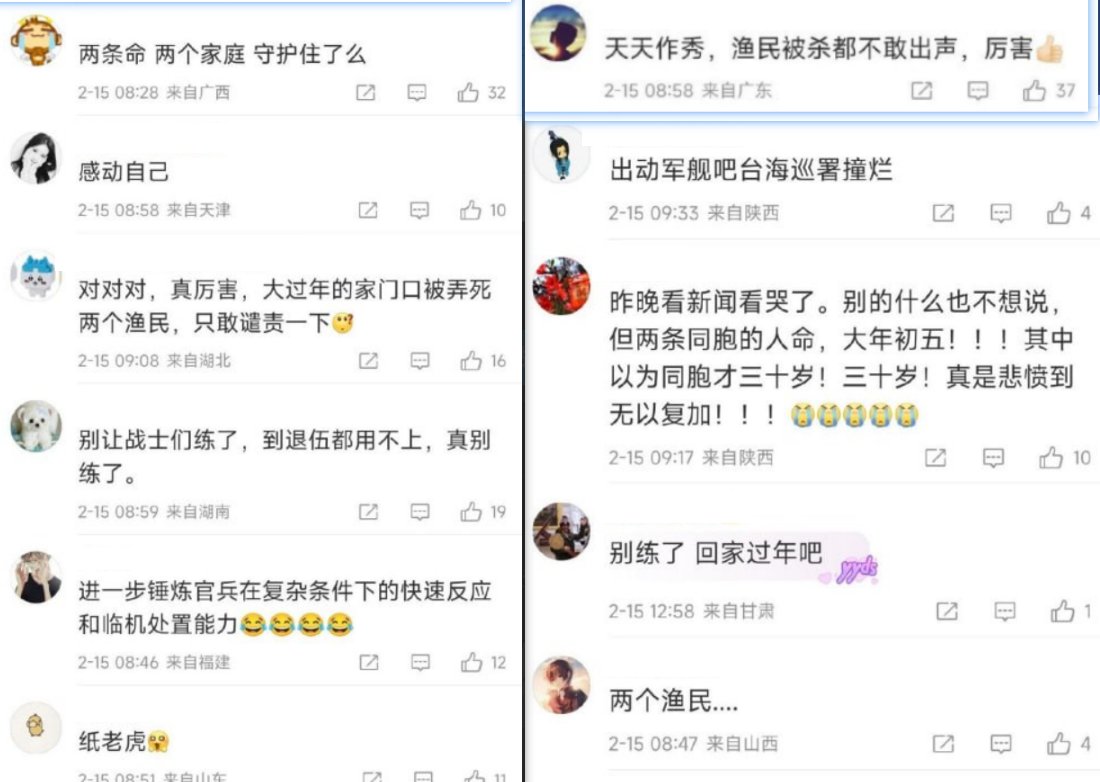 两条命 两个家庭 守护住了么
2-15 08:28 来自广西
32
感动自己
2-15 08:58 来自天津
10
对对对，真厉害，大过年的家门口被弄死
两个渔民，只敢谴责一下
2-15 09:08 来自湖北
16
别让战士们练了，到退伍都用不上，真别
练了。
2-15 08:59 来自湖南
19
进一步锤炼官兵在复杂条件下的快速反应
和临机处置能力😂😂😂😂
2-15 08:46 来自福建
12
纸老虎
2-15 08:51 来自山东
11
天天作秀，渔民被杀都不敢出声，厉害👍
2-15 08:58 来自广东
37
出动军舰吧台海巡署撞烂
2-15 09:33 来自陕西
4
昨晚看新闻看哭了。别的什么也不想说，
但两条同胞的人命，大年初五！！！其中
以为同胞才三十岁！三十岁！真是悲愤到
无以复加！！！😭😭😭😭😭
2-15 09:17 来自陕西
10
别练了 回家过年吧
yyds
2-15 12:58 来自甘肃
1
两个渔民....
2-15 08:47 来自山西
4